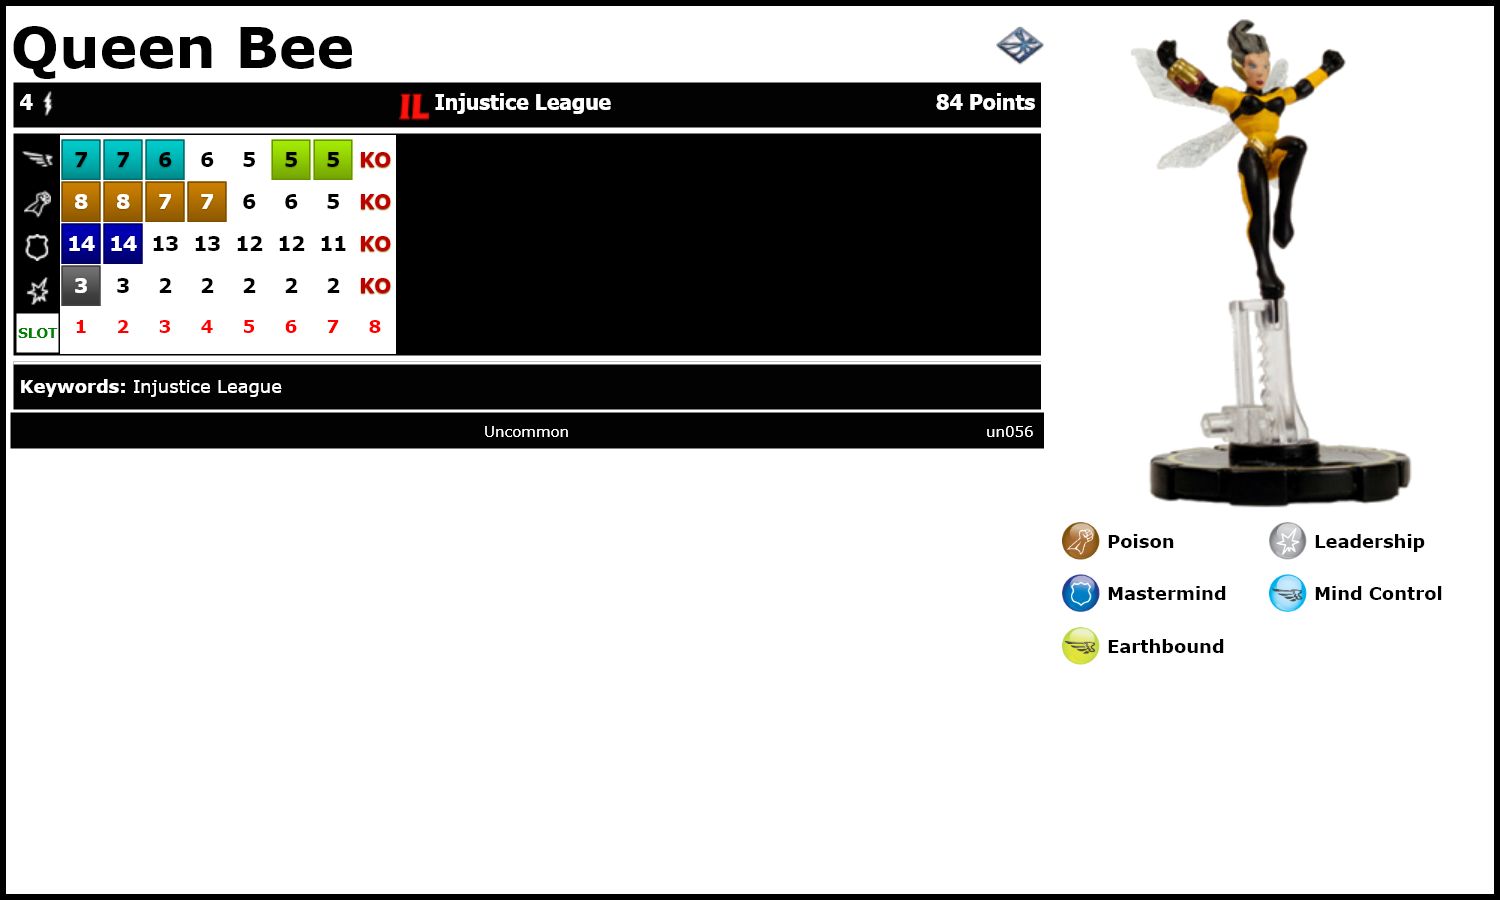 Queen Bee
4 IL Injustice League 84 Points
7 7 6 6 5 5 5 KO
8 8 7 7 6 6 5 KO
14 14 13 13 12 12 11 KO
3 3 2 2 2 2 2 KO
SLOT 1 2 3 4 5 6 7 8
Keywords: Injustice League
Uncommon un056
Poison Leadership
Mastermind Mind Control
Earthbound